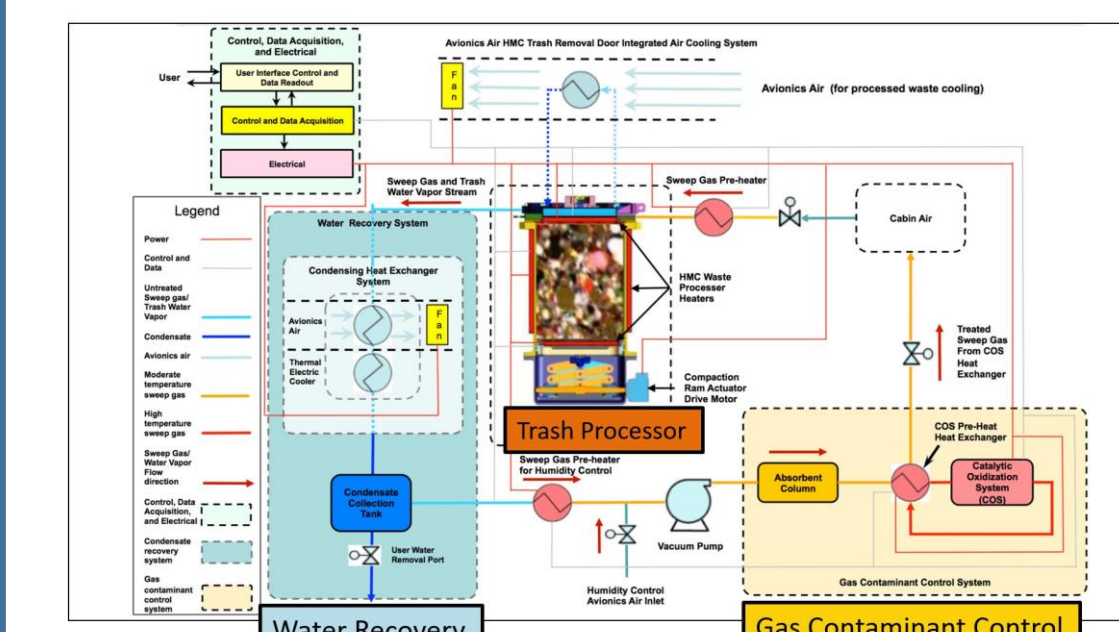 Control, Data Acquisition,
and Electrical
User
User Interface Control and
Data Readout
Control and Data Acquisition
Electrical
Avionics Air HMC Trash Removal Door Integrated Air Cooling System
Fan
Avionics Air (for processed waste cooling)
Legend
Power
Control and
Data
Untreated
Sweep gas/
Trash Water
Vapor
Condensate
Avionics air
Moderate
temperature
sweep gas
High
temperature
sweep gas
Sweep Gas/
Water Vapor
Flow
direction
Control, Data
Acquisition,
and Electrical
Condensate
recovery
system
Gas
contaminant
control
system
Sweep Gas and Trash
Water Vapor Stream
Water Recovery System
Condensing Heat Exchanger
System
Avionics
Air
Fan
Thermal
Electric
Cooler
Condensate
Collection
Tank
User Water
Removal Port
Water Recovery
Sweep Gas Pre-heater
Cabin Air
HMC Waste
Processer
Heaters
Compaction
Ram Actuator
Drive Motor
Trash Processor
Sweep Gas Pre-heater
for Humidity Control
Vacuum Pump
Humidity Control
Avionics Air Inlet
Treated
Sweep Gas
From COS
Heat
Exchanger
COS Pre-Heat
Heat Exchanger
Absorbent
Column
Catalytic
Oxidization
System
(COS)
Gas Contaminant Control System
Gas Contaminant Control